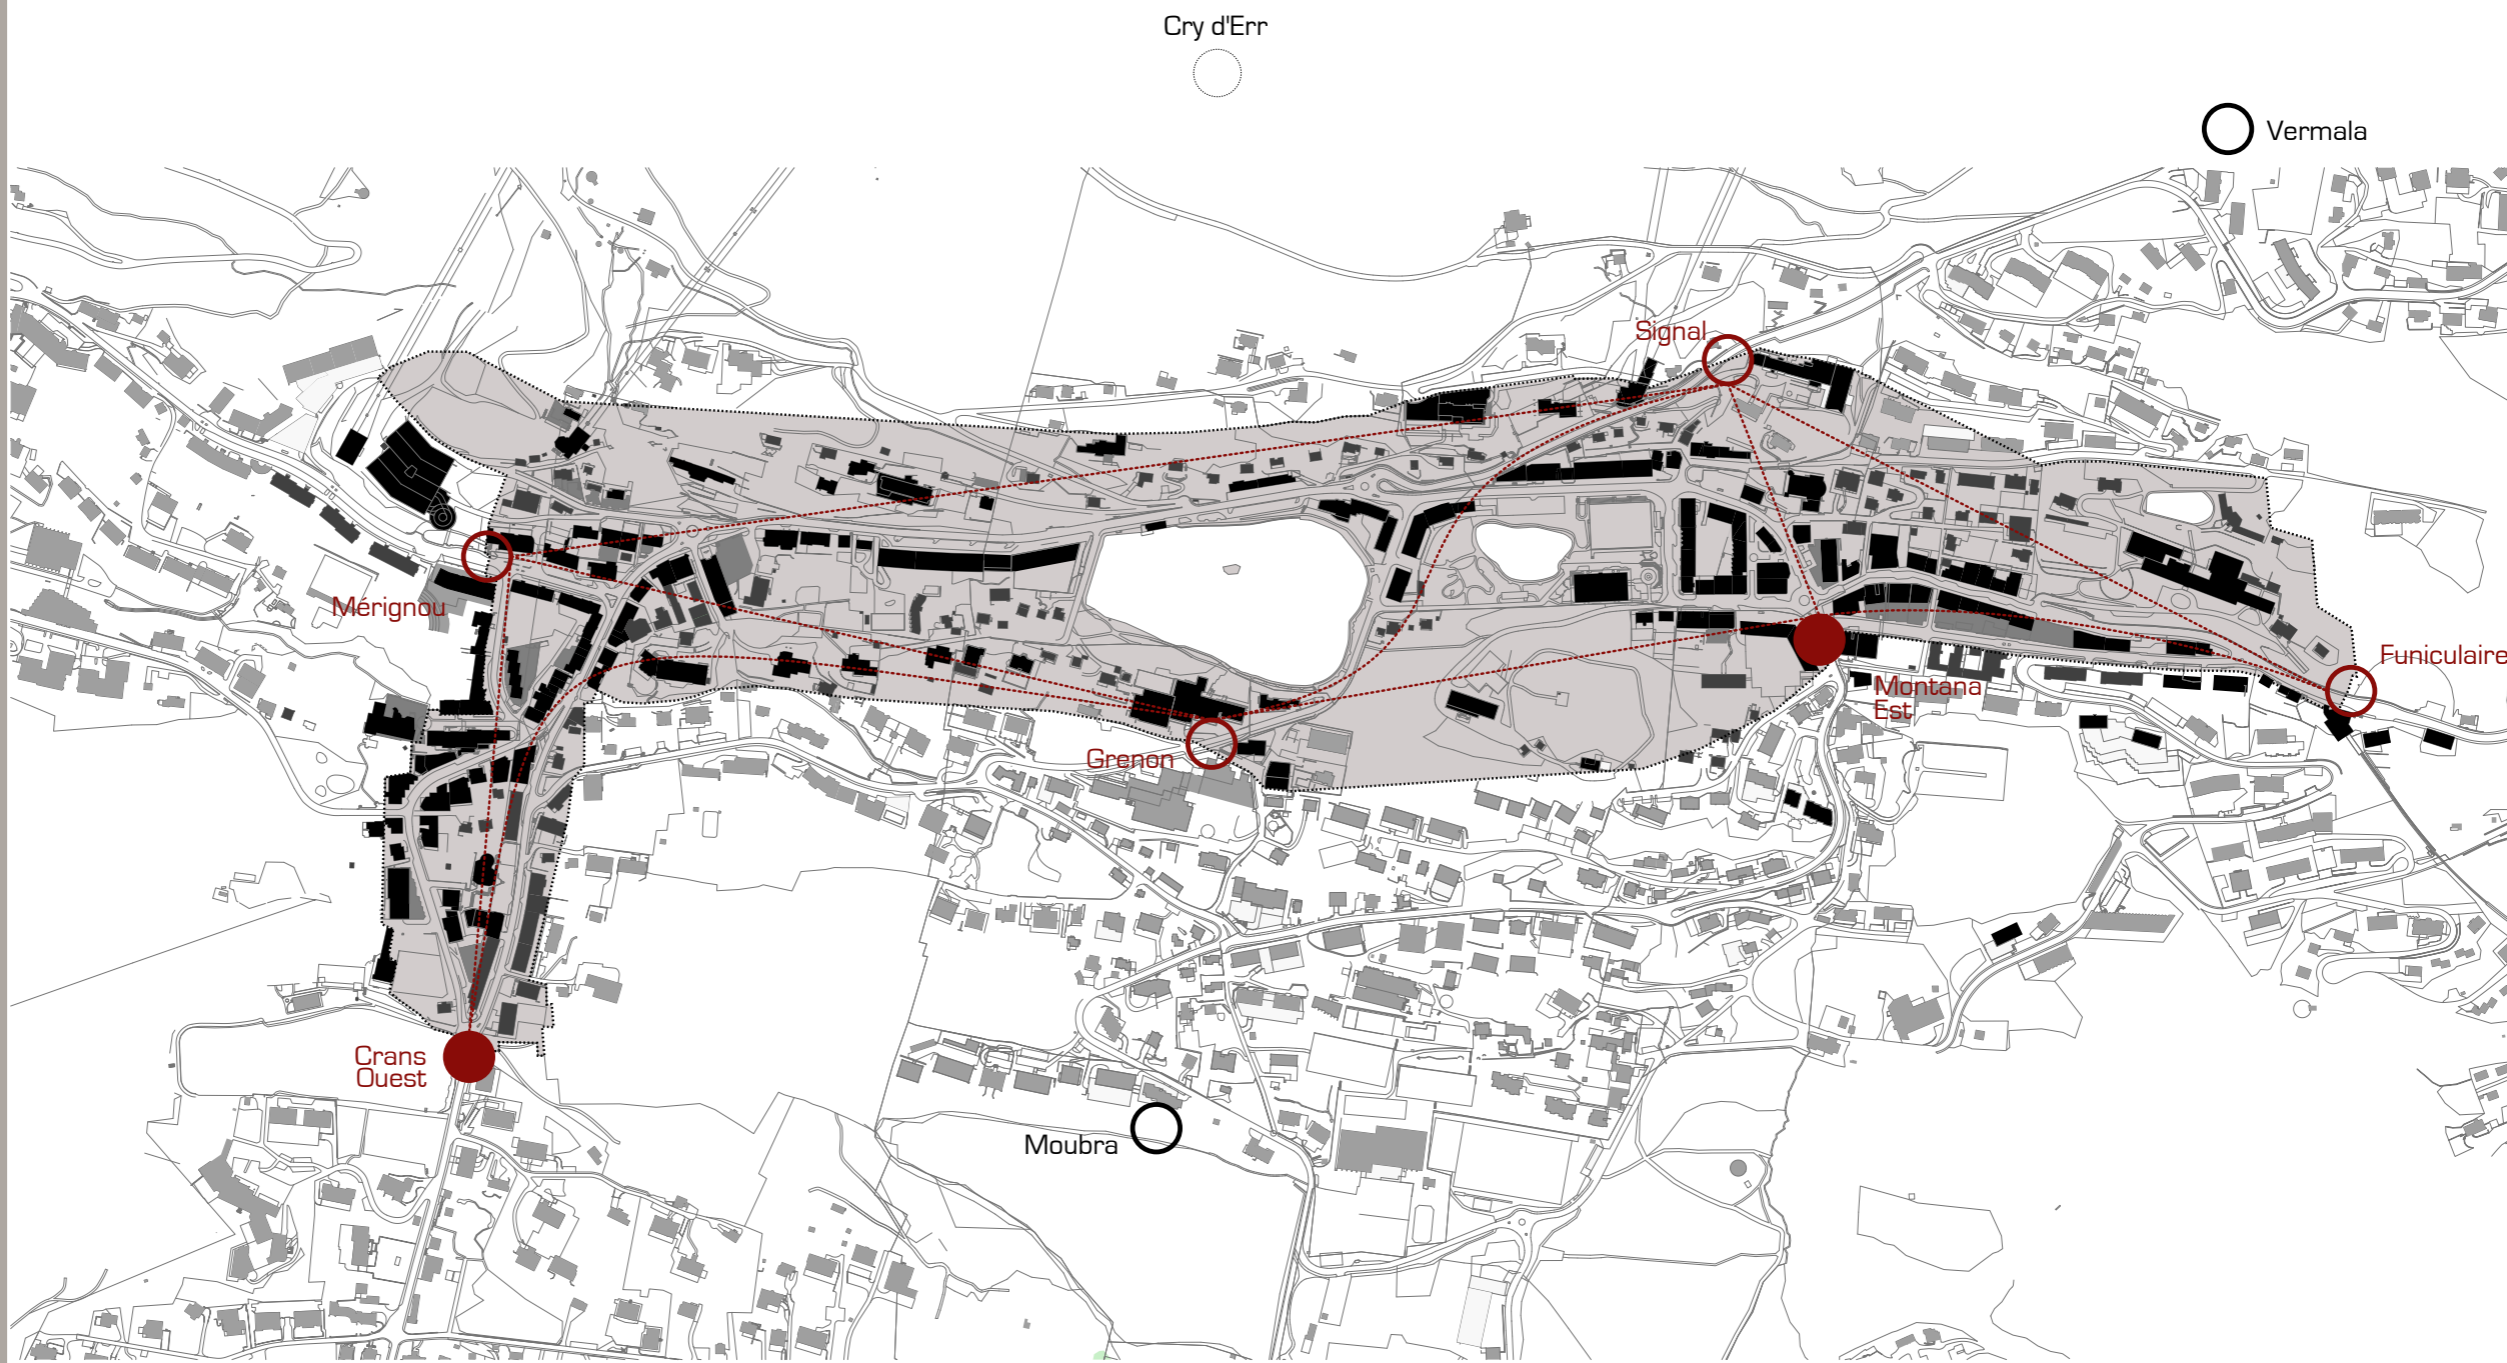 Cry d'Err
Vermala
Signal
Mérignou
Funiculaire
Montana
Est
Grenon
Crans
Ouest
Moubra